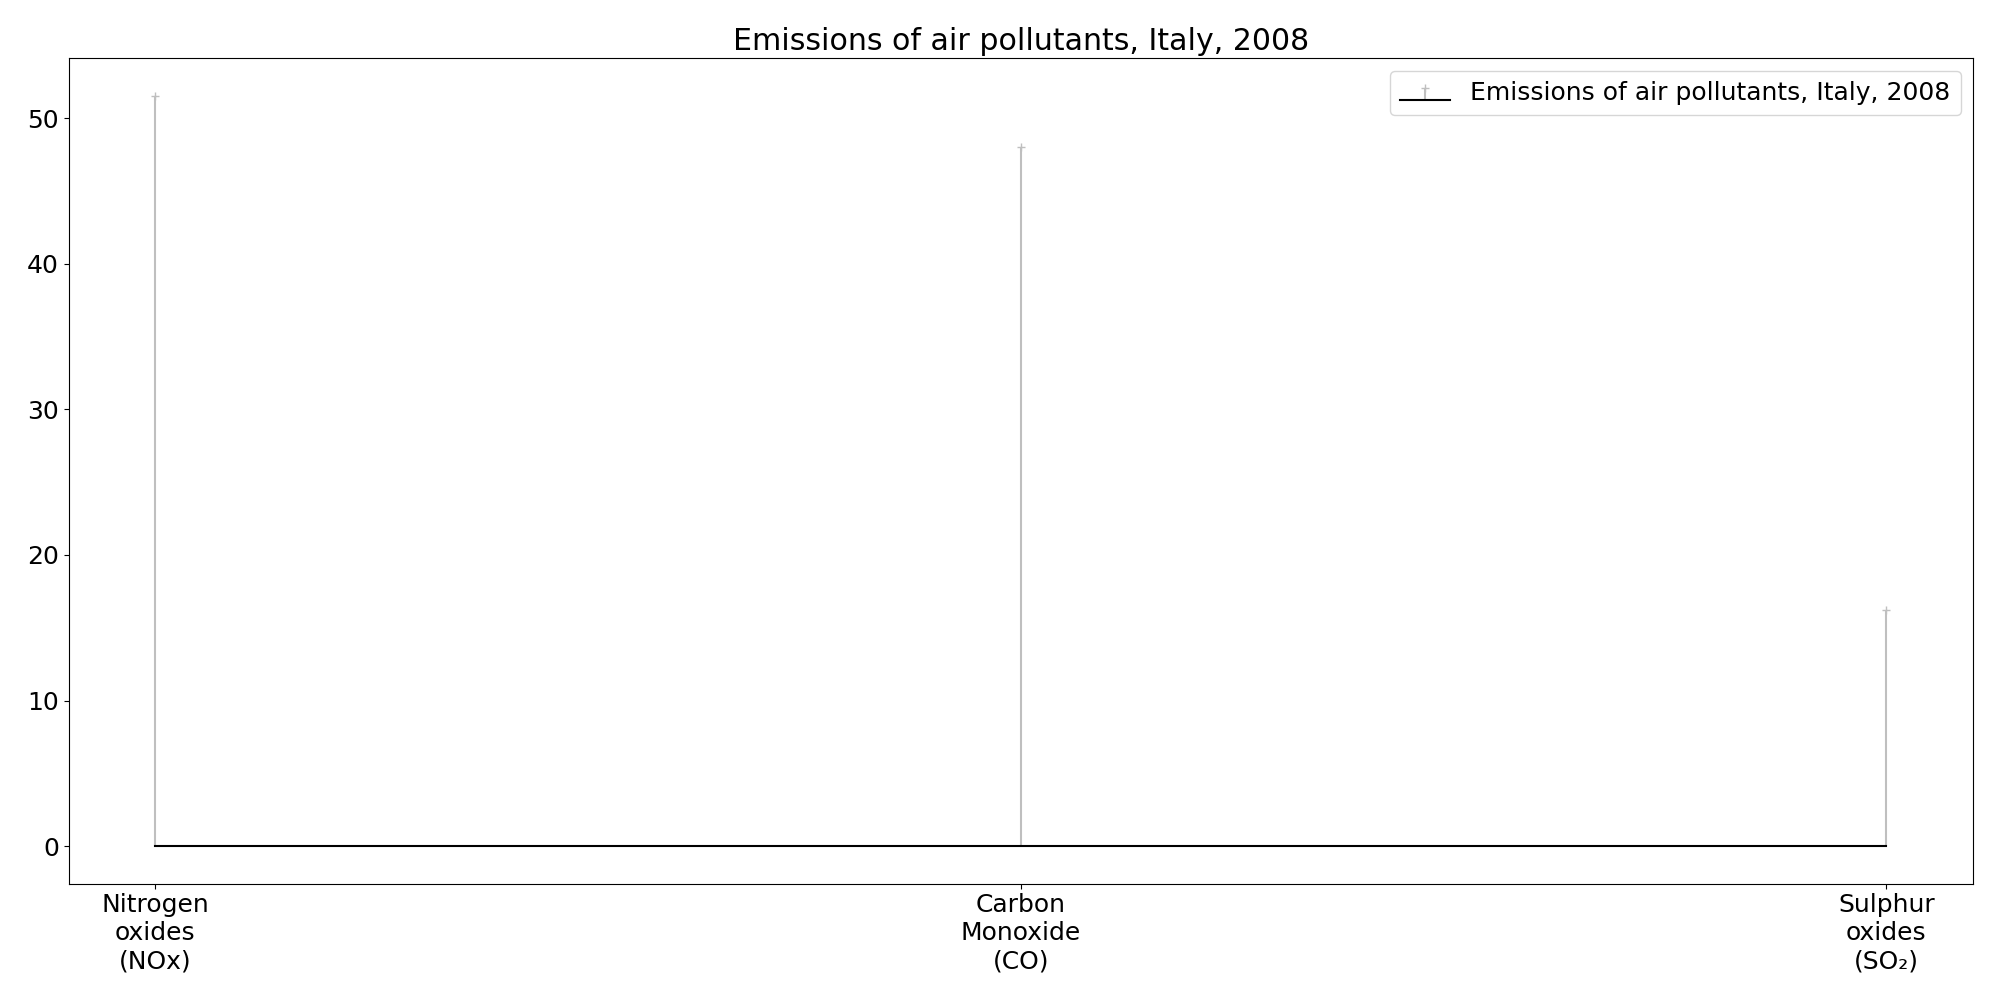 Emissions of air pollutants, Italy, 2008
Emissions of air pollutants, Italy, 2008
50
40
30
20
10
0
Nitrogen
oxides
(NOx)
Carbon
Monoxide
(CO)
Sulphur
oxides
(SO₂)